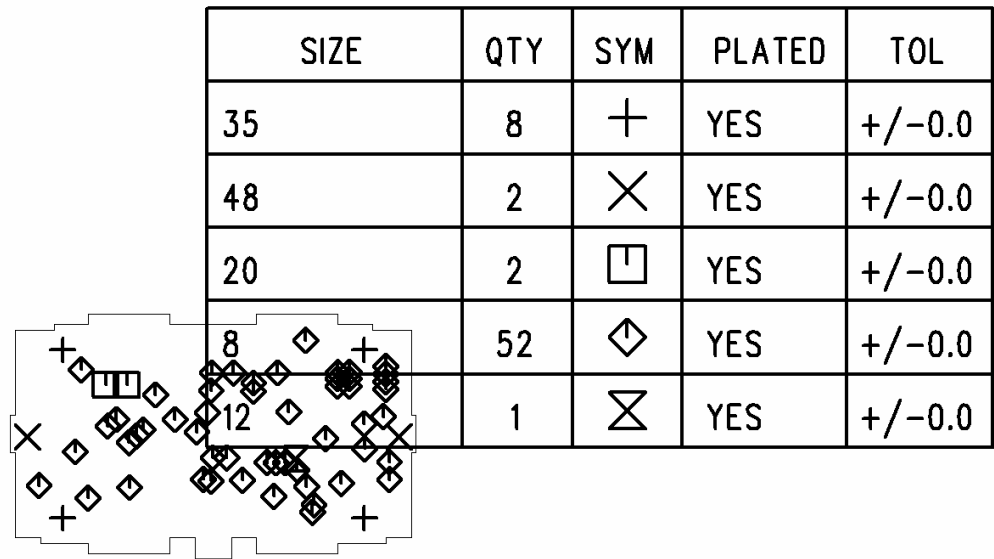 SIZE QTY SYM PLATED TOL
35 8 YES +/-0.0
48 2 YES +/-0.0
20 2 YES +/-0.0
8 52 YES +/-0.0
12 1 YES +/-0.0